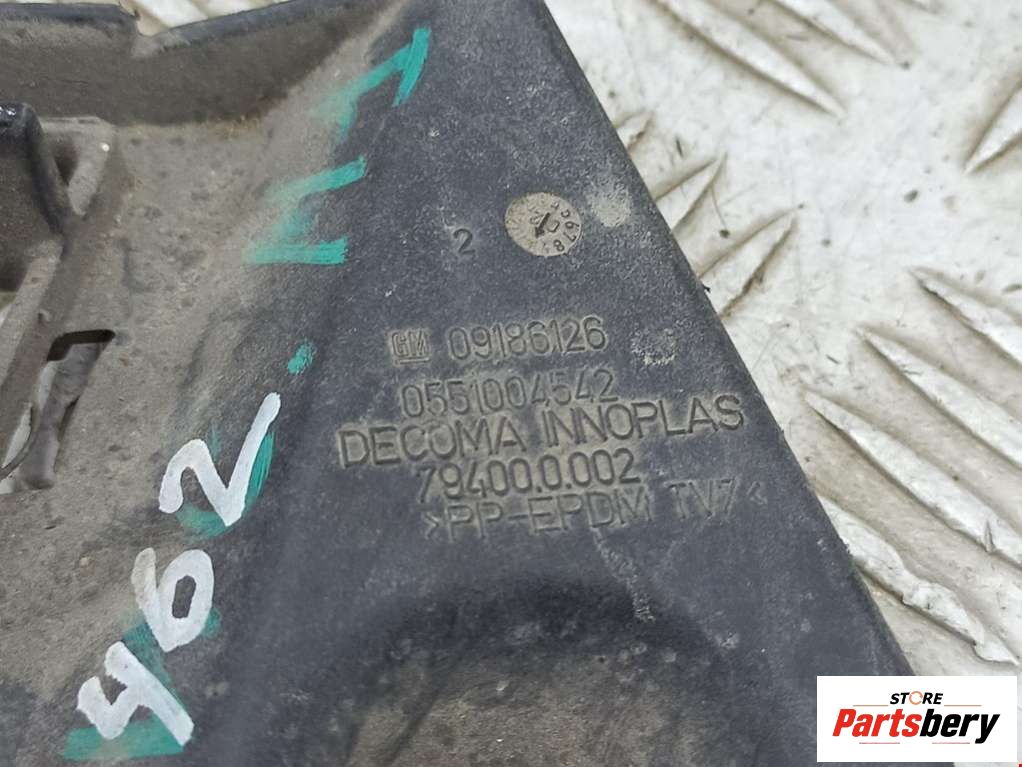 2
GM 09186126
0551004542
DECOMA INNOPLAS
79400.0.002
>PP-EPDM TV7<
462
STORE
Partsbery